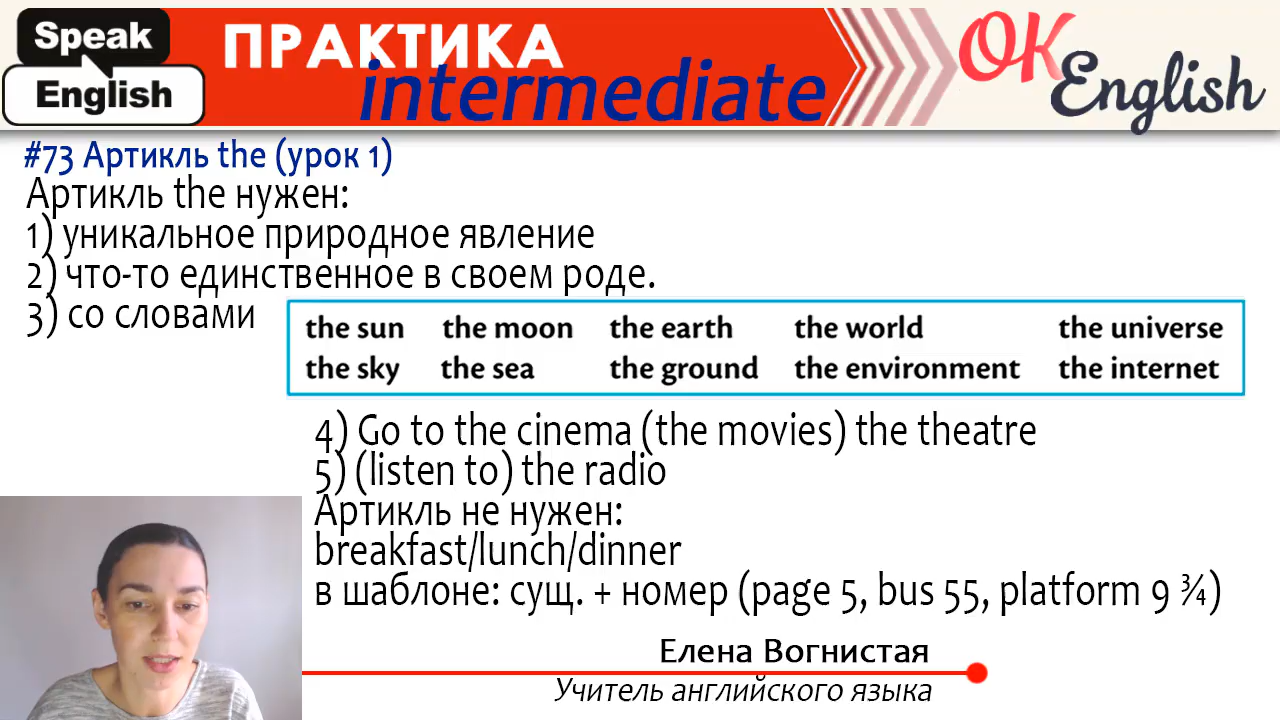 Speak
English
ПРАКТИКА
intermediate
OK
English
#73 Артикль the (урок 1)
Артикль the нужен:
1) уникальное природное явление
2) что-то единственное в своем роде.
3) со словами
the sun the moon the earth the world the universe
the sky the sea the ground the environment the internet
4) Go to the cinema (the movies) the theatre
5) (listen to) the radio
Артикль не нужен:
breakfast/lunch/dinner
в шаблоне: сущ. + номер (page 5, bus 55, platform 9 ¾)
Елена Вогнистая
Учитель английского языка